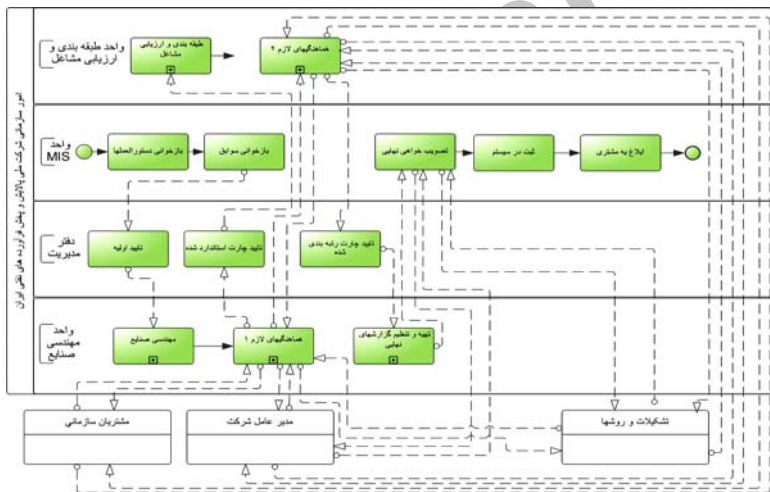 امور سازمانی شرکت ملی پالایش و پخش فرآورده های نفتی ایران
واحد طبقه بندی و
ارزیابی مشاغل
طبقه بندی و ارزیابی
مشاغل
هماهنگیهای لازم ۲
واحد
MIS
بازخوانی دستورالعملها
بازخوانی سوابق
تصویب خواهی نهایی
ثبت در سیستم
ابلاغ به مشتری
دفتر
مدیریت
تایید اولیه
تایید چارت استاندارد شده
تایید چارت رتبه بندی
شده
واحد
مهندسی
صنایع
مهندسی صنایع
هماهنگیهای لازم ۱
تهیه و تنظیم گزارشهای
نهایی
مشتریان سازمانی
مدیر عامل شرکت
تشکیلات و روشها